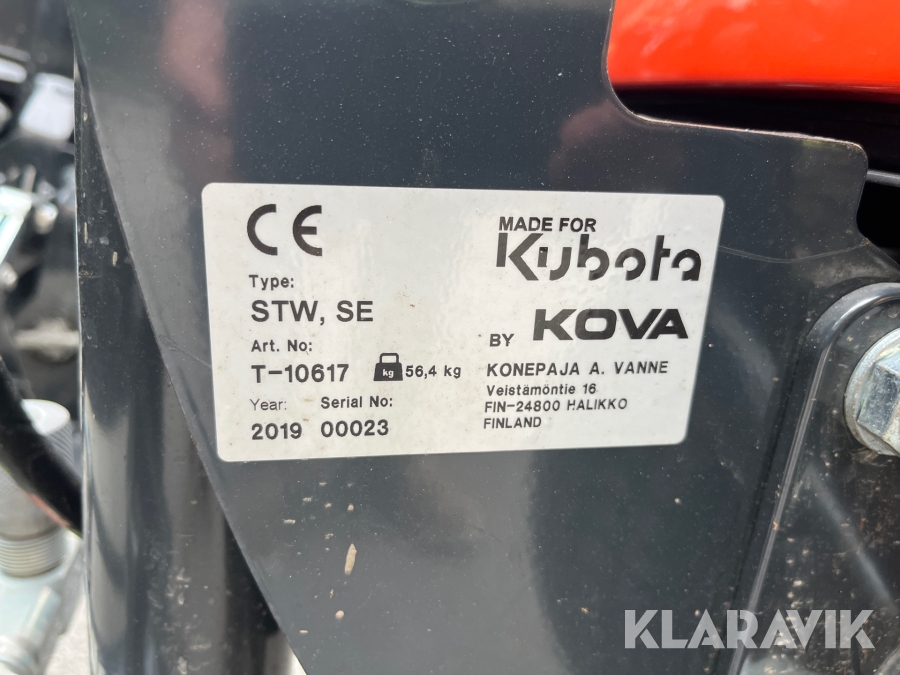 CE
MADE FOR
Kubota
Type:
STW, SE
BY KOVA
Art. No:
T-10617 kg 56,4 kg
KONEPAJA A. VANNE
Veistämöntie 16
FIN-24800 HALIKKO
FINLAND
Year: Serial No:
2019 00023
KLARAVIK